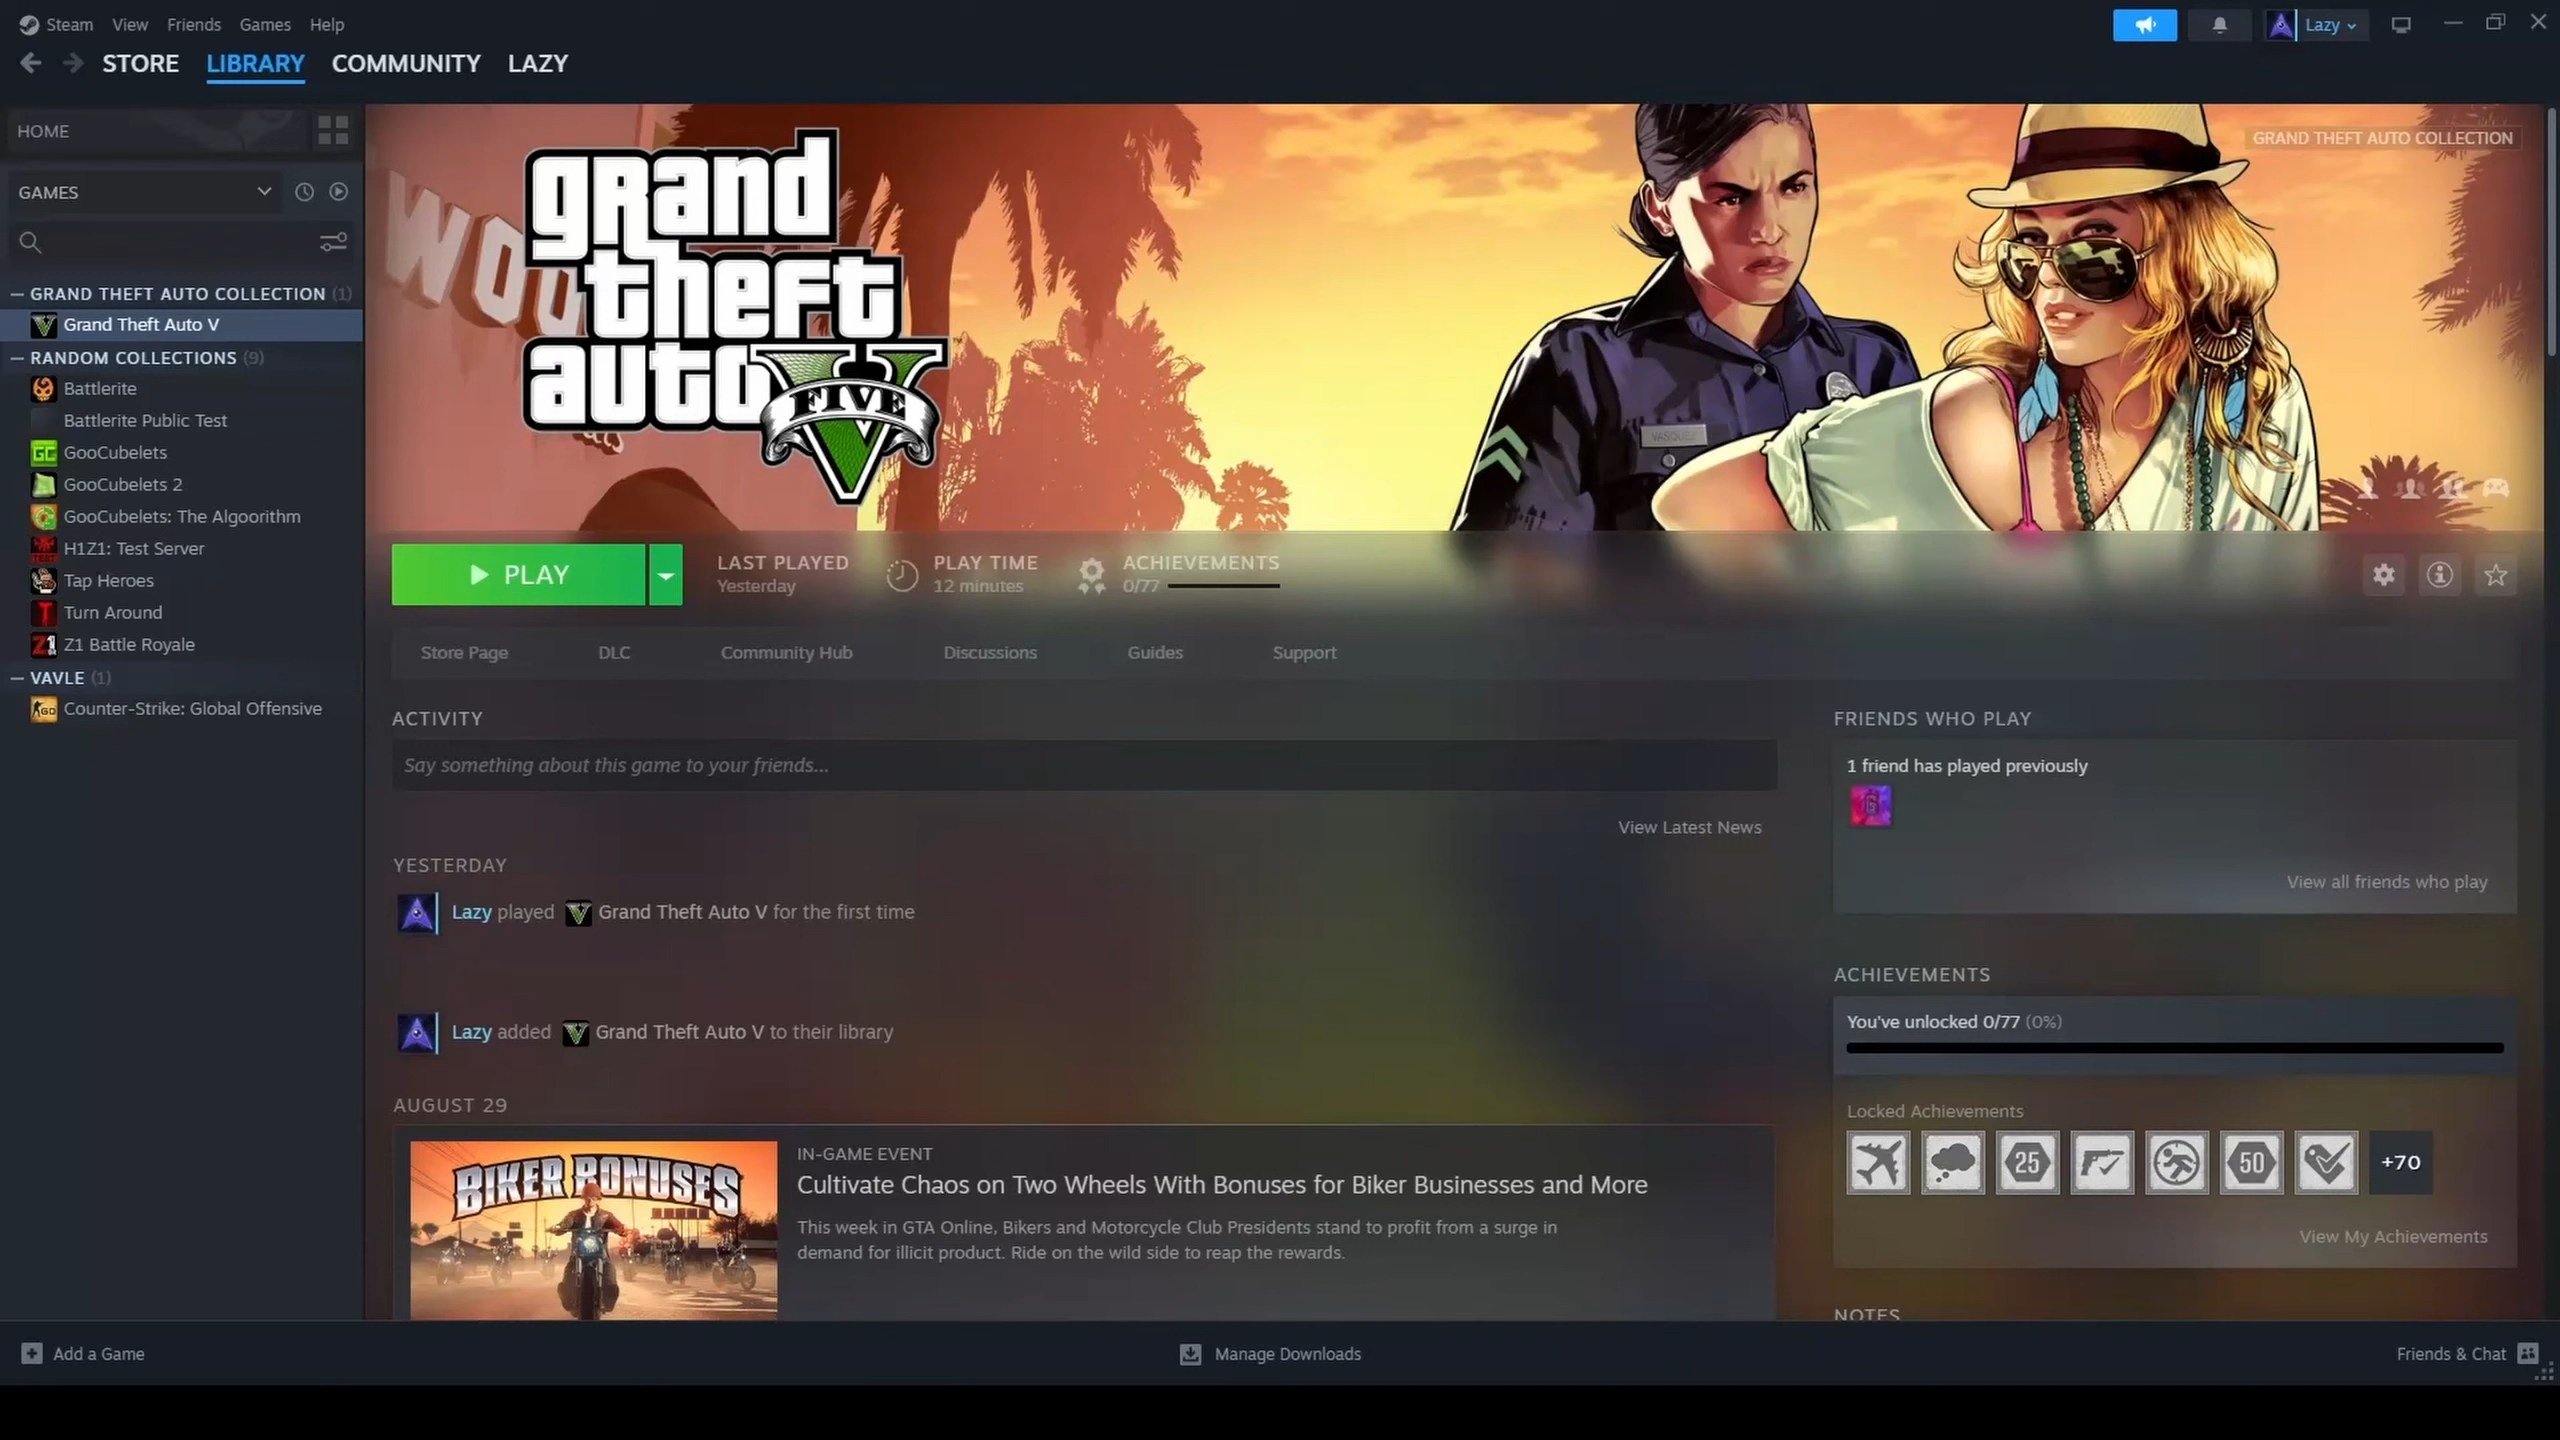 Steam View Friends Games Help
Lazy
STORE LIBRARY COMMUNITY LAZY
HOME
GAMES
GRAND THEFT AUTO COLLECTION (1)
Grand Theft Auto V
RANDOM COLLECTIONS (9)
Battlerite
Battlerite Public Test
GC GooCubelets
GooCubelets 2
GooCubelets: The Algoorithm
TEST H1Z1: Test Server
Tap Heroes
Turn Around
Z1 Z1 Battle Royale
VAVLE (1)
GO Counter-Strike: Global Offensive
WOU
grand
theft
auto V
FIVE
VASQUEZ
GRAND THEFT AUTO COLLECTION
PLAY
LAST PLAYED
Yesterday
PLAY TIME
12 minutes
ACHIEVEMENTS
0/77
Store Page DLC Community Hub Discussions Guides Support
ACTIVITY
Say something about this game to your friends...
View Latest News
YESTERDAY
Lazy played Grand Theft Auto V for the first time
Lazy added Grand Theft Auto V to their library
AUGUST 29
BIKER BONUSES
IN-GAME EVENT
Cultivate Chaos on Two Wheels With Bonuses for Biker Businesses and More
This week in GTA Online, Bikers and Motorcycle Club Presidents stand to profit from a surge in
demand for illicit product. Ride on the wild side to reap the rewards.
FRIENDS WHO PLAY
1 friend has played previously
View all friends who play
ACHIEVEMENTS
You've unlocked 0/77 (0%)
Locked Achievements
25 50 +70
View My Achievements
NOTES
Add a Game
Manage Downloads
Friends & Chat